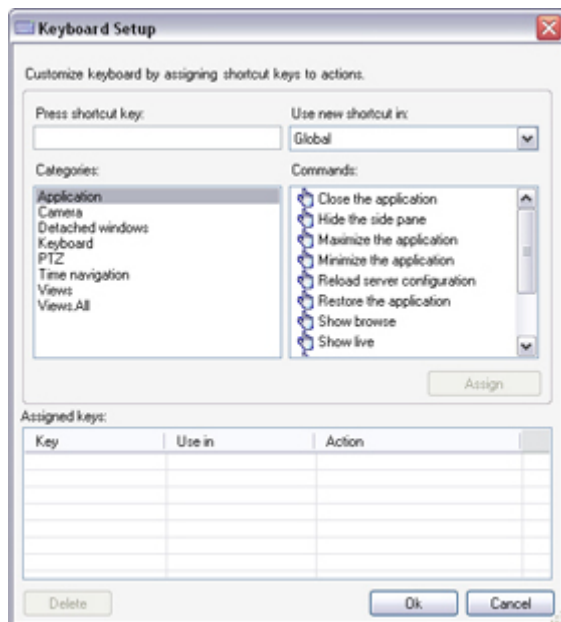 Keyboard Setup
Customize keyboard by assigning shortcut keys to actions.
Press shortcut key:
Use new shortcut in:
Global
Categories:
Commands:
Application
Camera
Detached windows
Keyboard
PTZ
Time navigation
Views
Views.All
Close the application
Hide the side pane
Maximize the application
Minimize the application
Reload server configuration
Restore the application
Show browse
Show live
Assign
Assigned keys:
Key Use in Action
Delete Ok Cancel